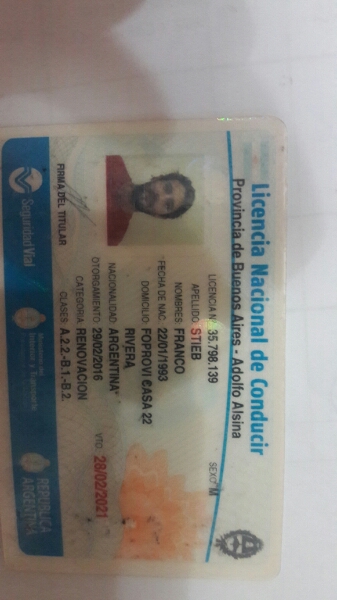 Licencia Nacional de Conducir
Provincia de Buenos Aires - Adolfo Alsina
LICENCIA Nº 35.798.139
APELLIDO STIEB
SEXO M
NOMBRES FRANCO
FECHA DE NAC 22/01/1993
DOMICILIO FOPROVI CASA 22
RIVERA
NACIONALIDAD ARGENTINA
OTORGAMIENTO 29/02/2016
VTO 28/02/2021
CATEGORIA RENOVACION
CLASES A.2.2.-B.1.-B.2.
FIRMA DEL TITULAR
Seguridad Vial
Ministerio del
Interior y Transporte
REPUBLICA
ARGENTINA